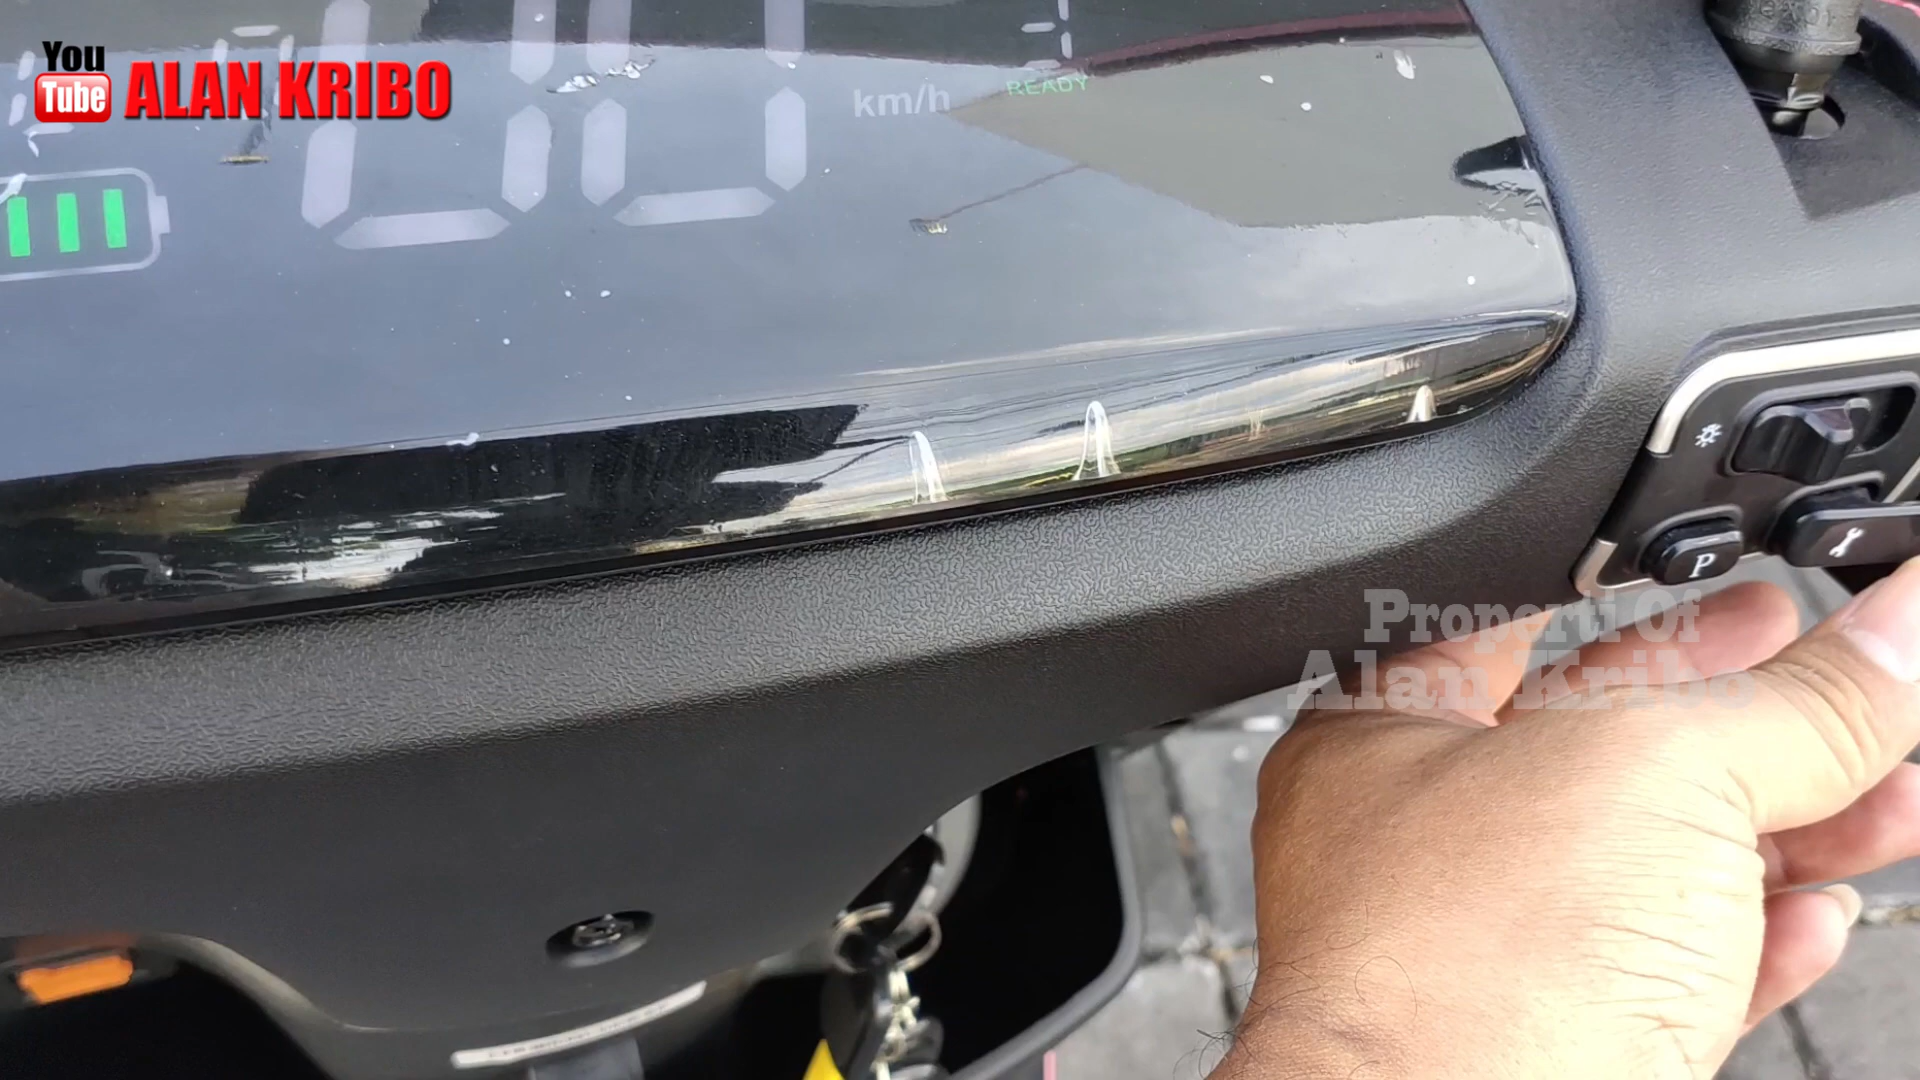 You
Tube ALAN KRIBO
km/h
READY
P
Properti Of
Alan Kribo